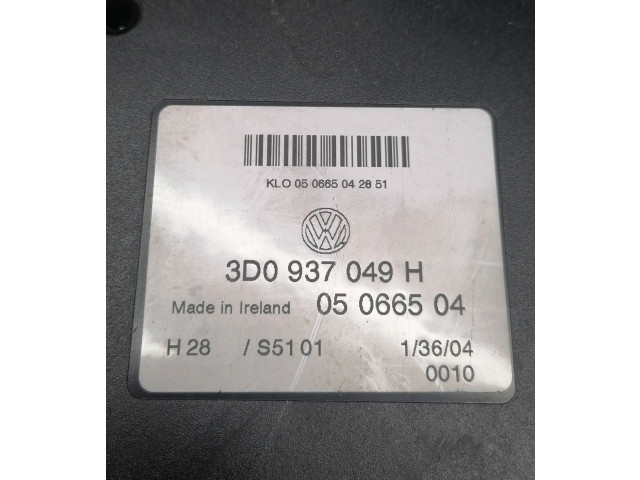 KLO 05 0665 04 28 51
3D0 937 049 H
Made in Ireland 05 0665 04
H 28 / S51 01 1/36/04
0010